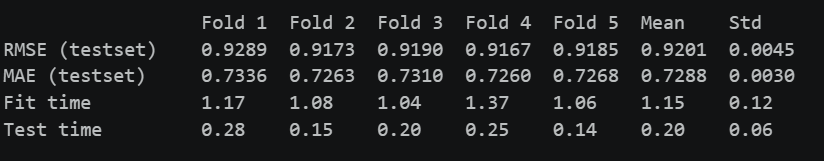 Fold 1 Fold 2 Fold 3 Fold 4 Fold 5 Mean Std
RMSE (testset) 0.9289 0.9173 0.9190 0.9167 0.9185 0.9201 0.0045
MAE (testset) 0.7336 0.7263 0.7310 0.7260 0.7268 0.7288 0.0030
Fit time 1.17 1.08 1.04 1.37 1.06 1.15 0.12
Test time 0.28 0.15 0.20 0.25 0.14 0.20 0.06